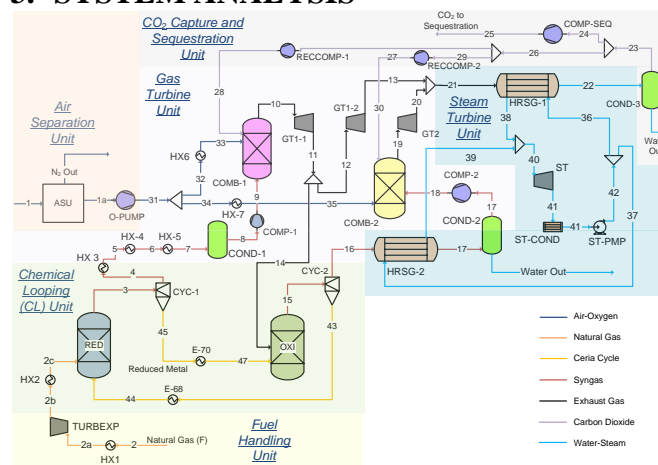 3. SYSTEM ANALYSIS
CO₂ Capture and
Sequestration
Unit
CO₂ to
Sequestration
25
COMP-SEQ
24
23
RECCOMP-1
27
29
26
RECCOMP-2
Gas
Turbine
Unit
28
10
GT1-1
GT1-2
13
30
20
GT2
21
HRSG-1
22
COND-3
Steam
Turbine
Unit
38
36
Air
Separation
Unit
N₂ Out
HX6
33
COMB-1
11
12
19
39
40
ST
42
37
Water
Out
1
ASU
1a
O-PUMP
31
32
34
HX-7
9
35
COMB-2
18
COMP-2
17
COND-2
41
ST-COND
41
ST-PMP
HX 3
HX-4
HX-5
5
6
7
COND-1
8
COMP-1
14
CYC-2
16
HRSG-2
17
Water Out
Chemical
Looping
(CL) Unit
4
3
CYC-1
15
43
45
RED
OXI
E-70
47
Reduced Metal
2c
HX2
2b
E-68
44
TURBEXP
2a
HX1
2
Natural Gas (F)
Fuel
Handling
Unit
Air-Oxygen
Natural Gas
Ceria Cycle
Syngas
Exhaust Gas
Carbon Dioxide
Water-Steam